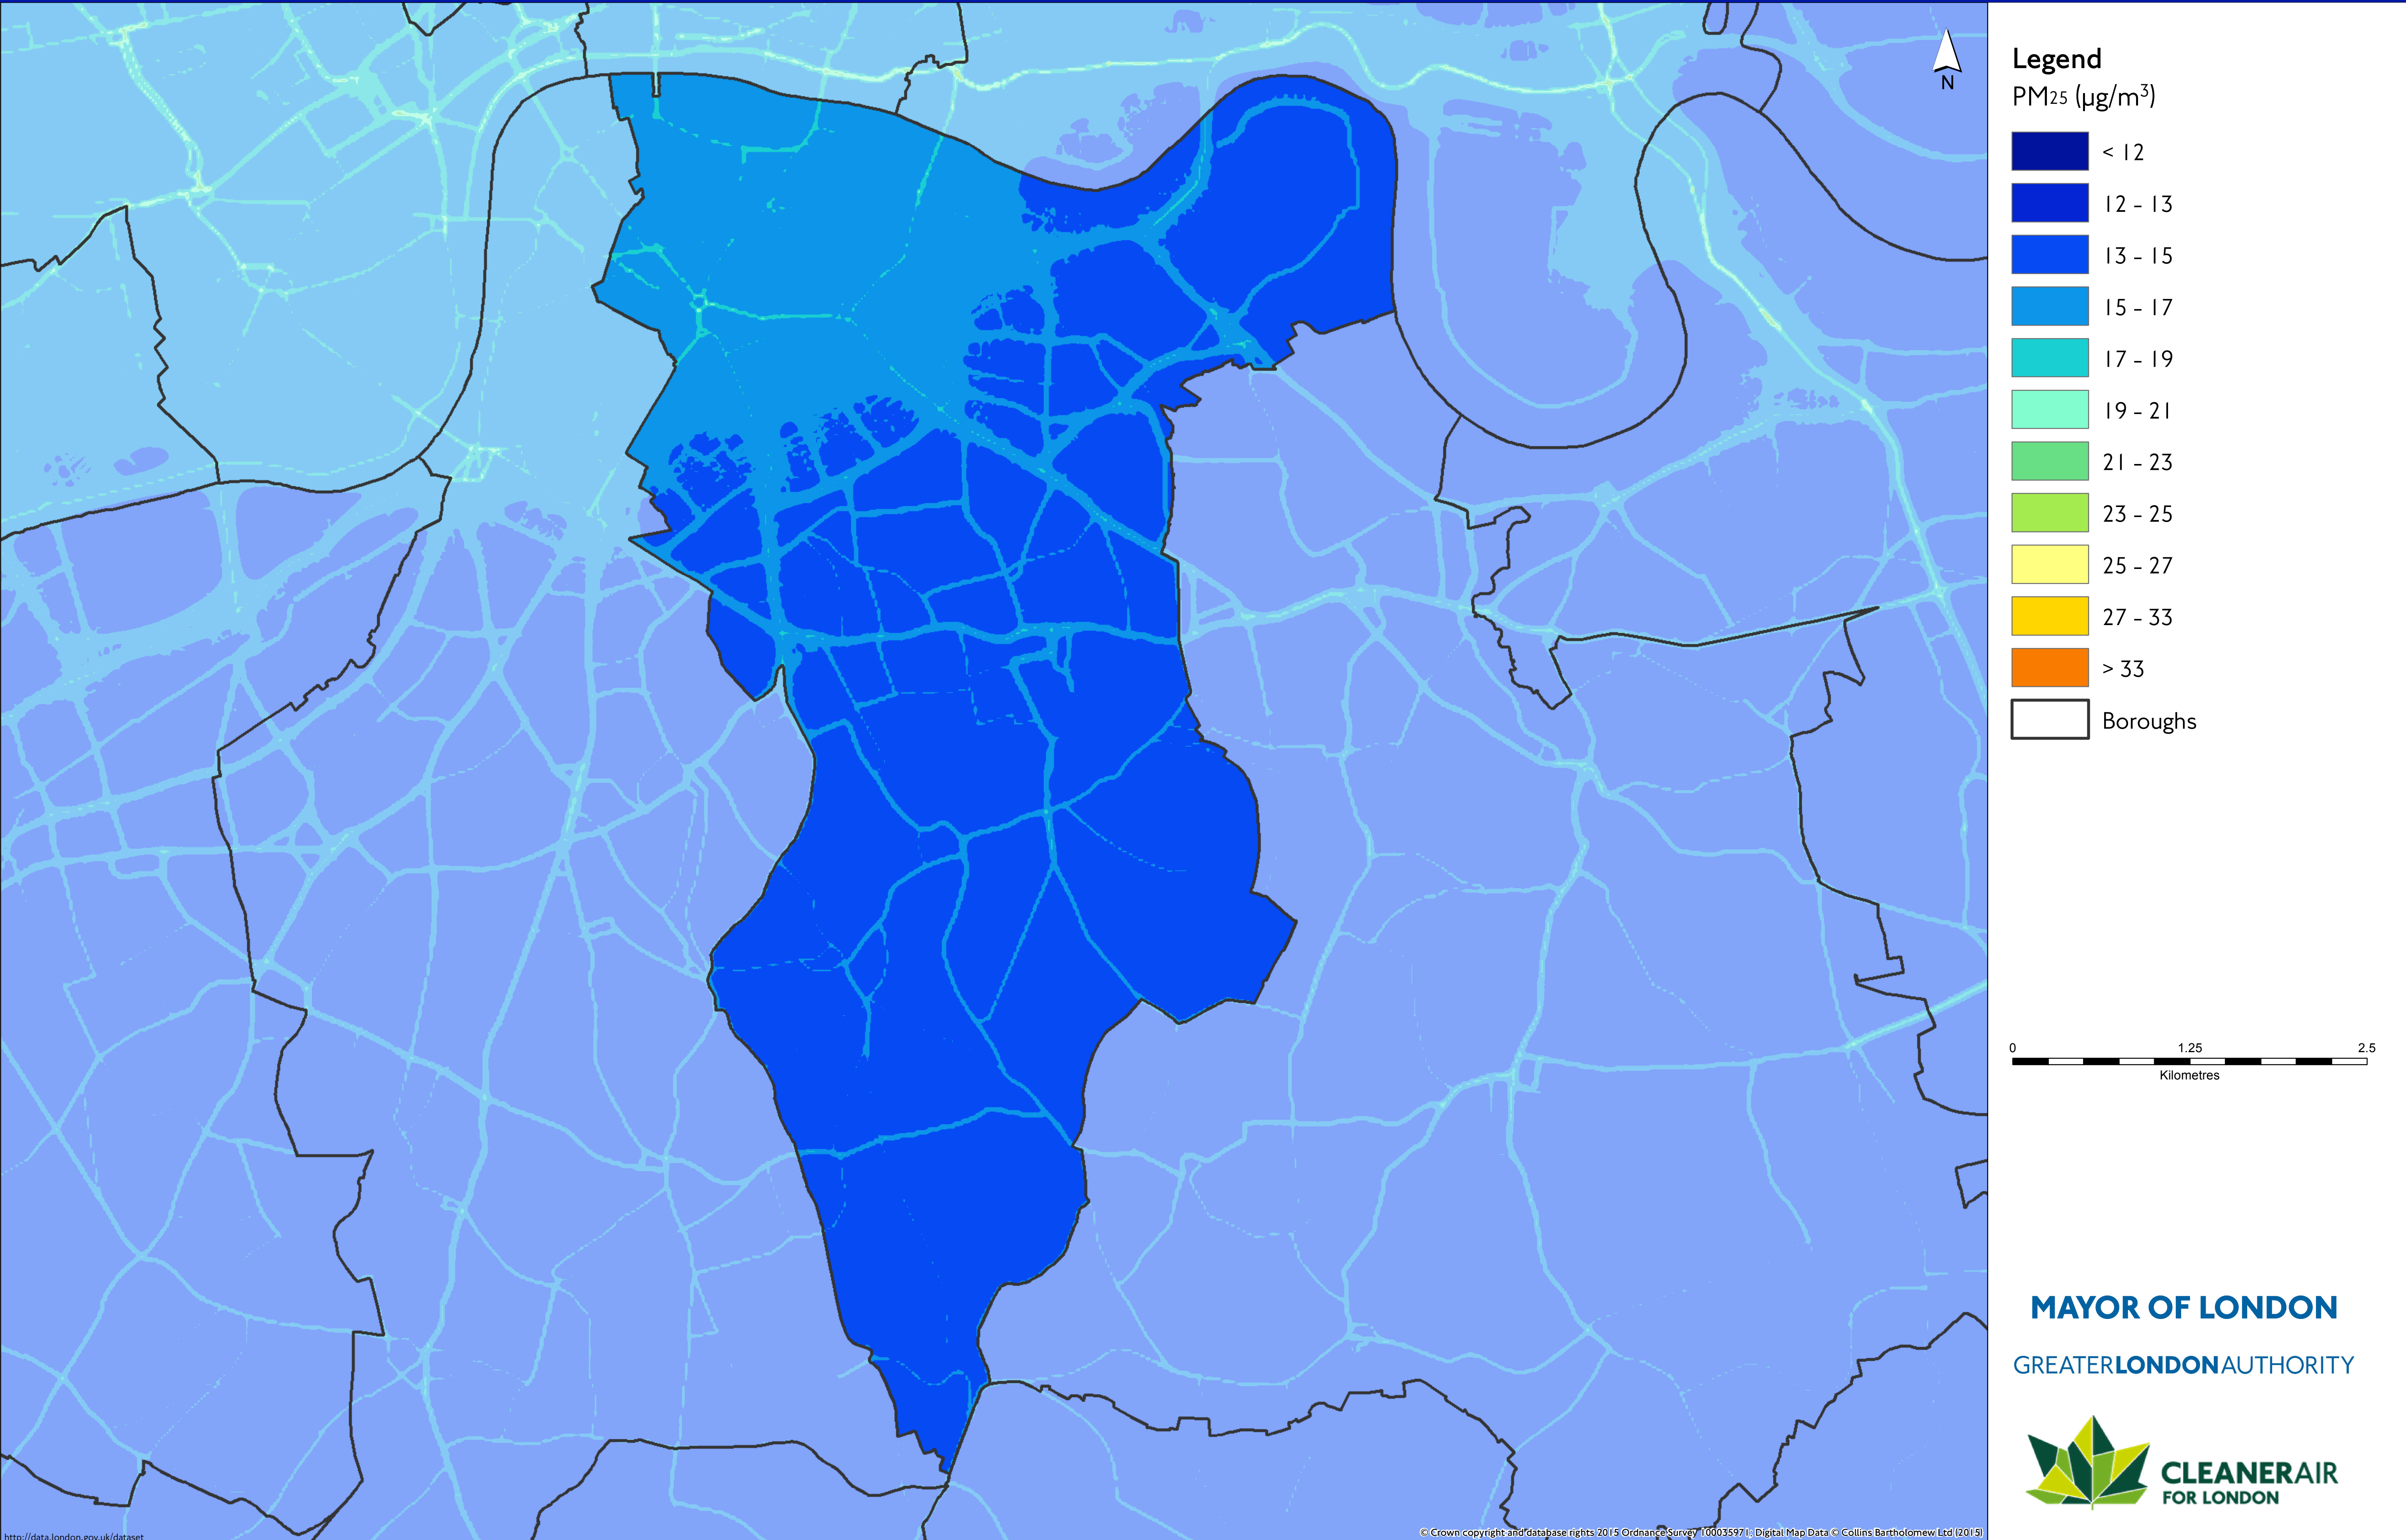 N
Legend
PM25 (µg/m3)
< 12
12 - 13
13 - 15
15 - 17
17 - 19
19 - 21
21 - 23
23 - 25
25 - 27
27 - 33
> 33
Boroughs
0 1.25 2.5
Kilometres
MAYOR OF LONDON
GREATERLONDONAUTHORITY
CLEANERAIR
FOR LONDON
http://data.london.gov.uk/dataset
© Crown copyright and database rights 2015 Ordnance Survey 100035971; Digital Map Data © Collins Bartholomew Ltd (2015)